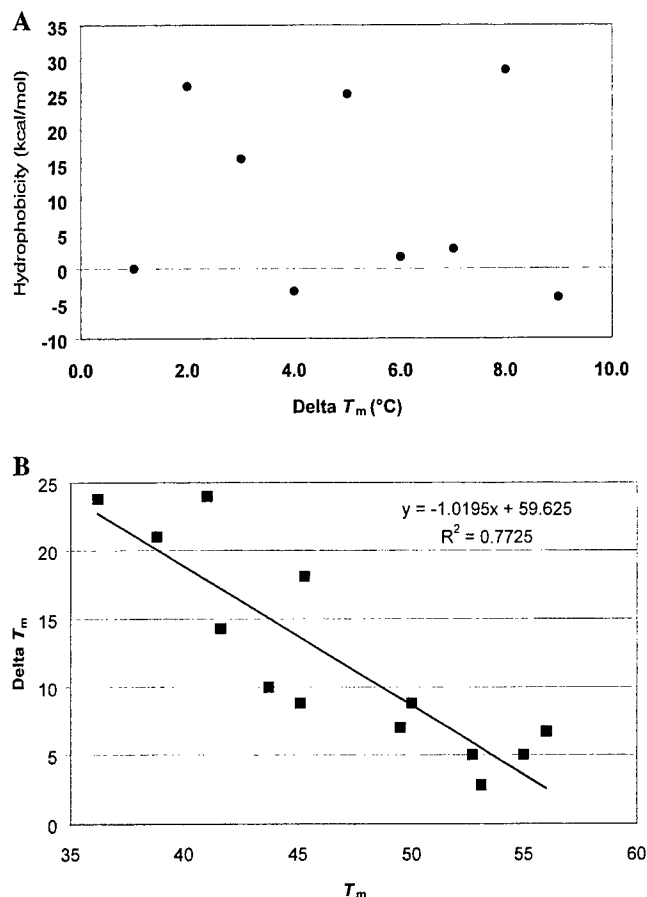 A
Hydrophobicity (kcal/mol)
35
30
25
20
15
10
5
0
-5
-10
0.0 2.0 4.0 6.0 8.0 10.0
Delta Tm (°C)
B
Delta Tm
25
20
15
10
5
0
y = -1.0195x + 59.625
R² = 0.7725
35 40 45 50 55 60
Tm